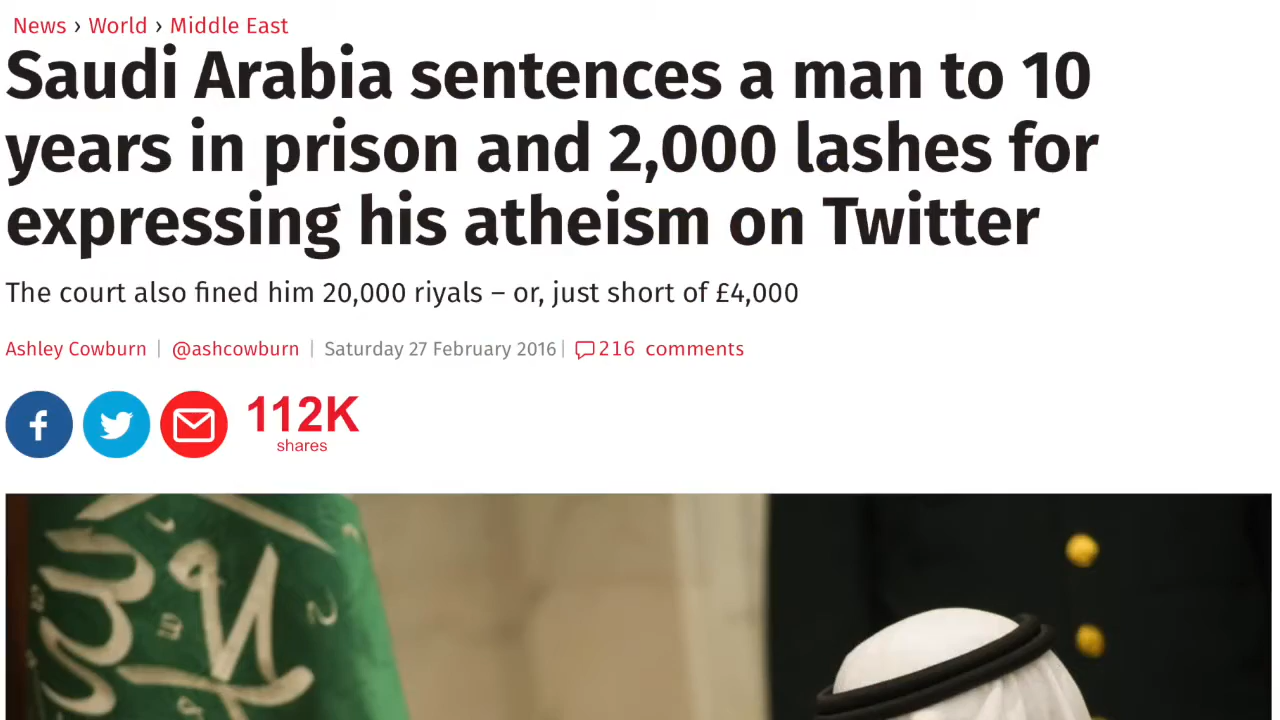 News › World › Middle East
Saudi Arabia sentences a man to 10
years in prison and 2,000 lashes for
expressing his atheism on Twitter
The court also fined him 20,000 riyals – or, just short of £4,000
Ashley Cowburn | @ashcowburn | Saturday 27 February 2016 | 216 comments
112K
shares